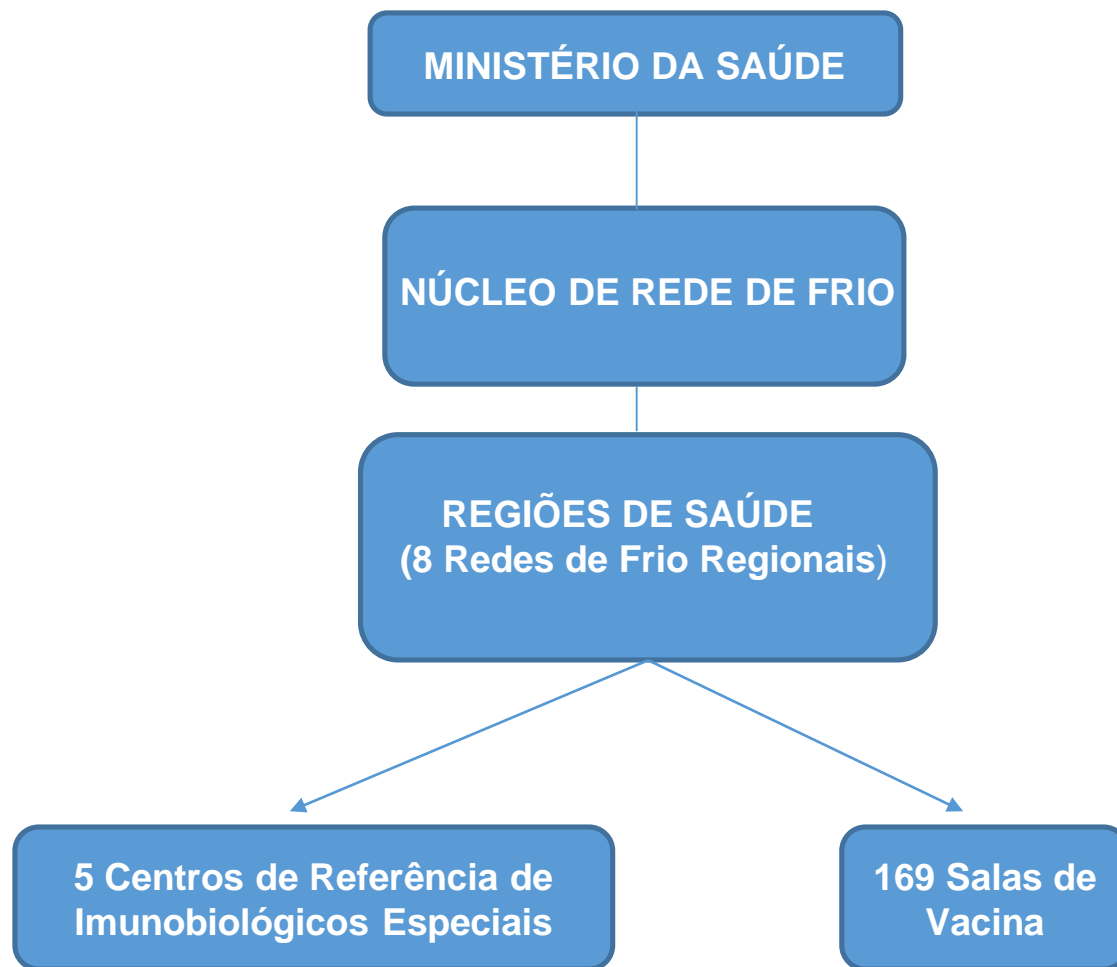 MINISTÉRIO DA SAÚDE
NÚCLEO DE REDE DE FRIO
REGIÕES DE SAÚDE
(8 Redes de Frio Regionais)
5 Centros de Referência de
Imunobiológicos Especiais
169 Salas de
Vacina